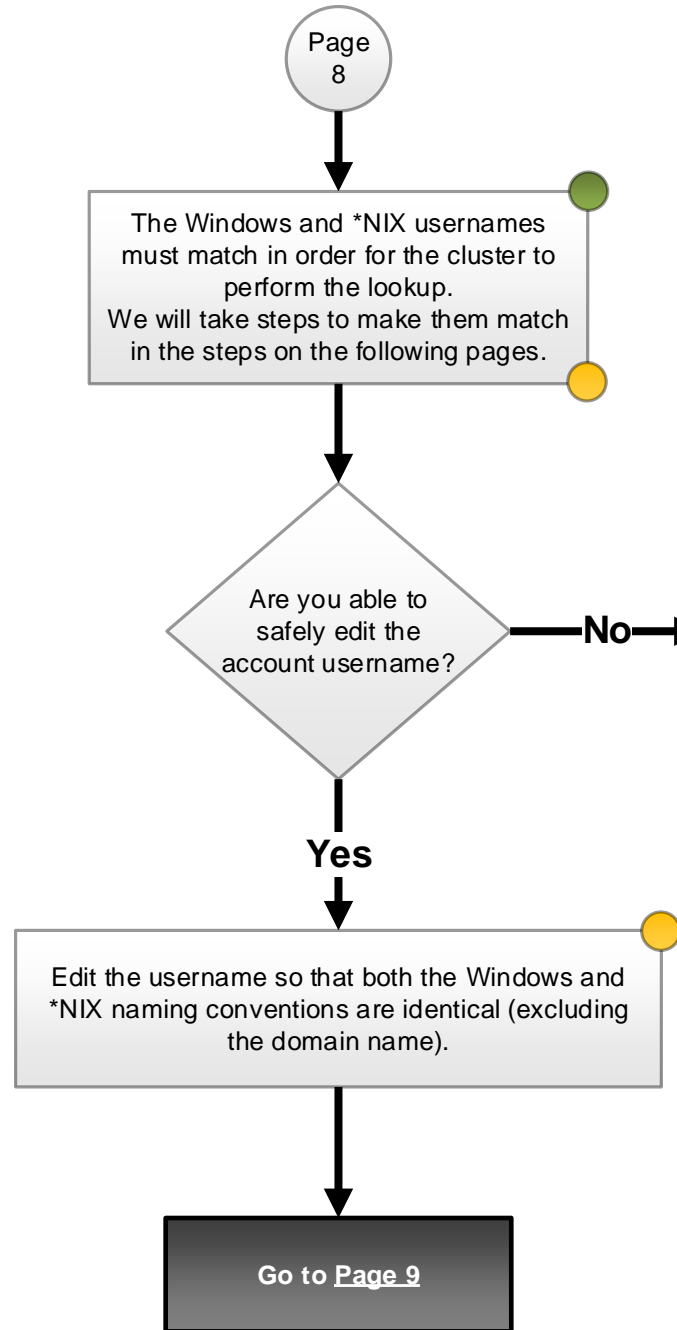 Page
8
The Windows and *NIX usernames
must match in order for the cluster to
perform the lookup.
We will take steps to make them match
in the steps on the following pages.
Are you able to
safely edit the
account username?
No
Yes
Edit the username so that both the Windows and
*NIX naming conventions are identical (excluding
the domain name).
Go to Page 9